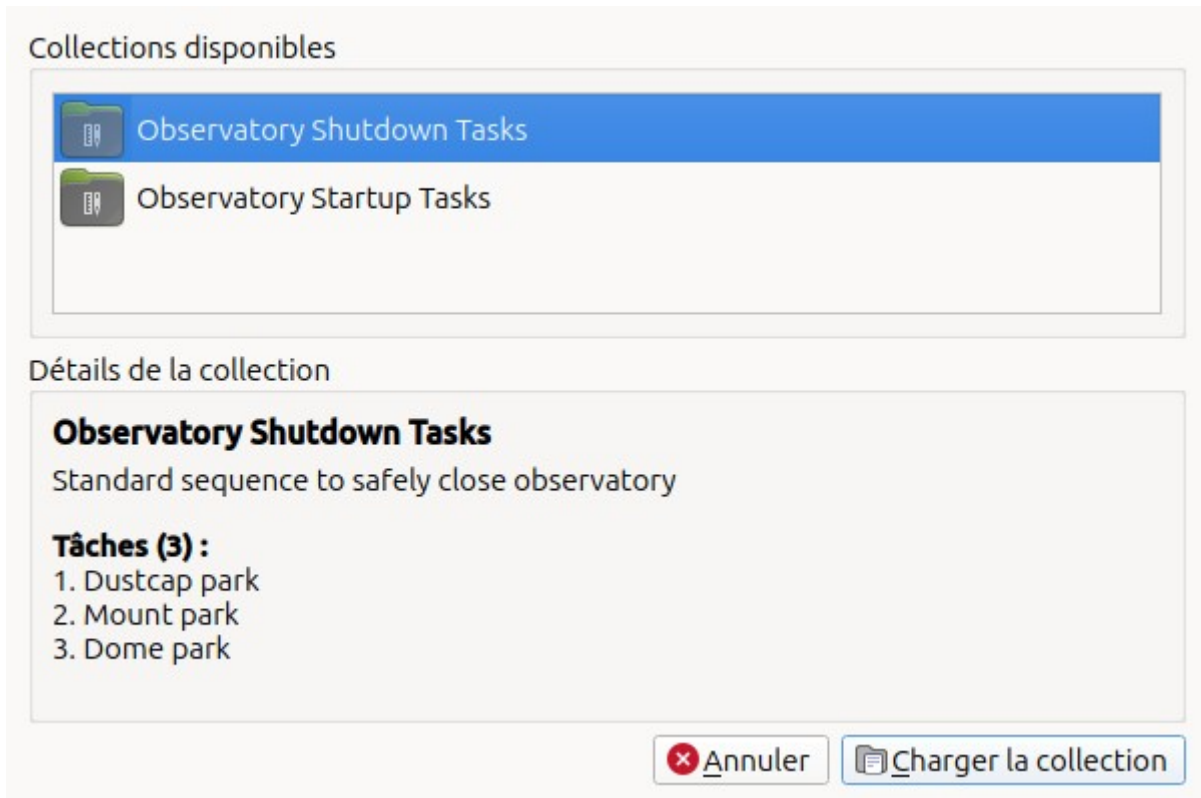 Collections disponibles
Observatory Shutdown Tasks
Observatory Startup Tasks
Détails de la collection
Observatory Shutdown Tasks
Standard sequence to safely close observatory
Tâches (3) :
1. Dustcap park
2. Mount park
3. Dome park
Annuler
Charger la collection